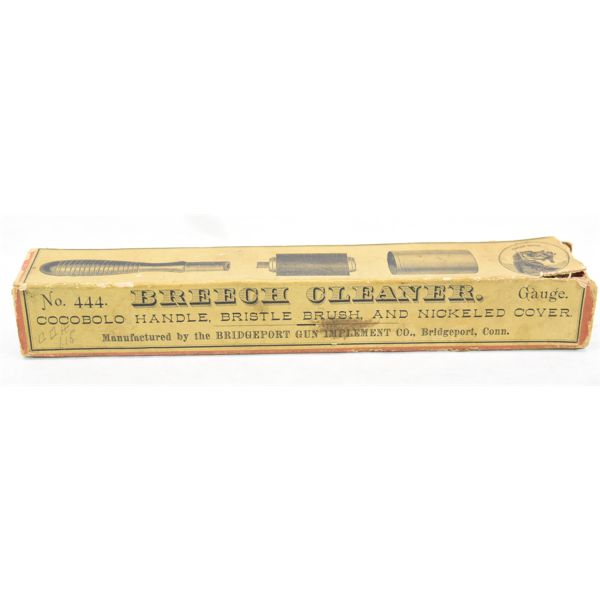 No. 444. BREECH CLEANER. Gauge.
COCOBOLO HANDLE, BRISTLE BRUSH, AND NICKELED COVER.
Manufactured by the BRIDGEPORT GUN IMPLEMENT CO., Bridgeport, Conn.